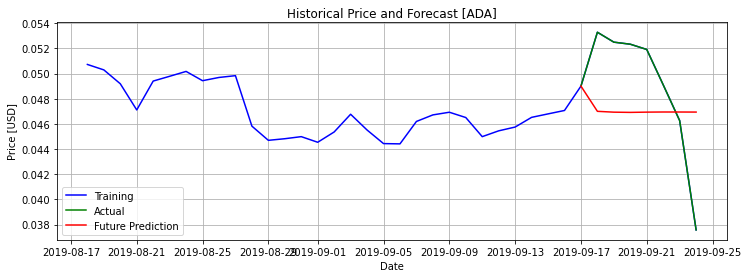 Historical Price and Forecast [ADA]
Price [USD]
0.054
0.052
0.050
0.048
0.046
0.044
0.042
0.040
0.038
Training
Actual
Future Prediction
2019-08-17 2019-08-21 2019-08-25 2019-08-29 2019-09-01 2019-09-05 2019-09-09 2019-09-13 2019-09-17 2019-09-21 2019-09-25
Date